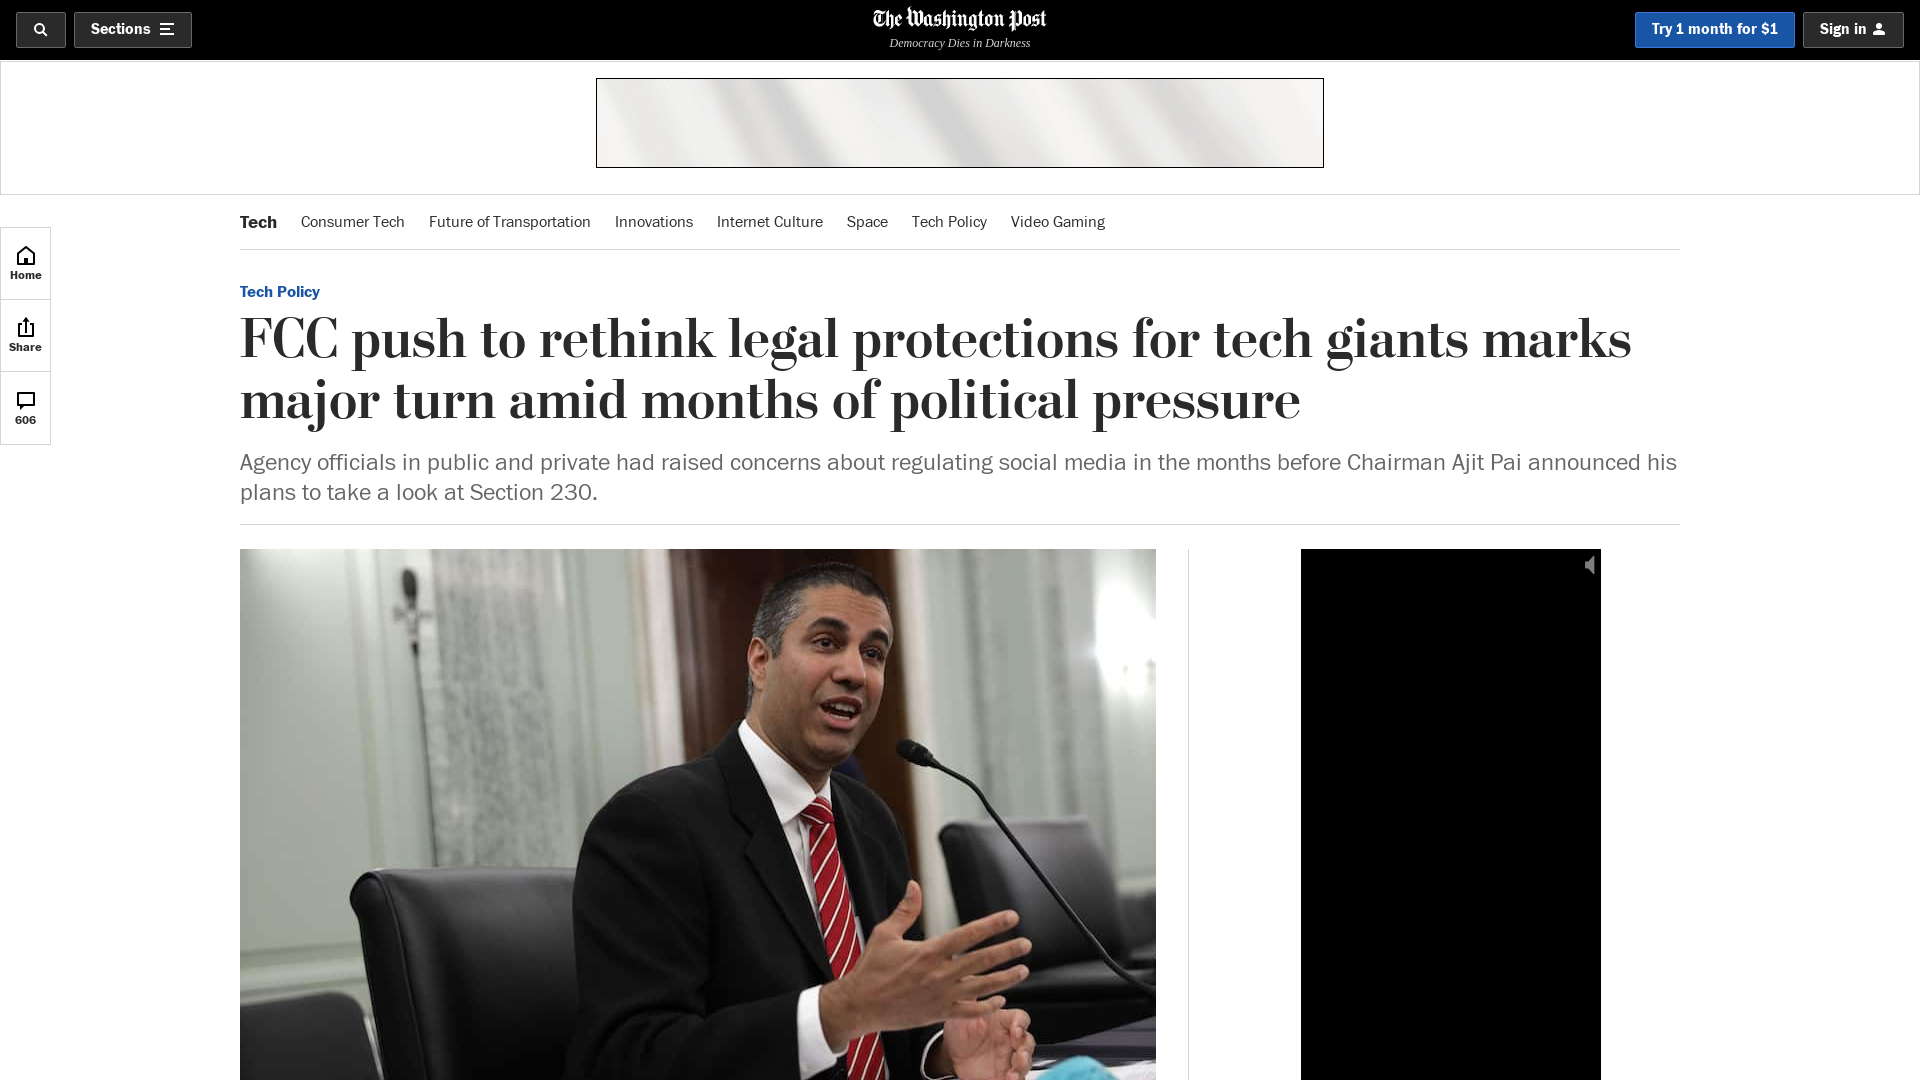 Sections
The Washington Post
Democracy Dies in Darkness
Try 1 month for $1
Sign in
Tech Consumer Tech Future of Transportation Innovations Internet Culture Space Tech Policy Video Gaming
Home
Share
606
Tech Policy
FCC push to rethink legal protections for tech giants marks
major turn amid months of political pressure
Agency officials in public and private had raised concerns about regulating social media in the months before Chairman Ajit Pai announced his
plans to take a look at Section 230.